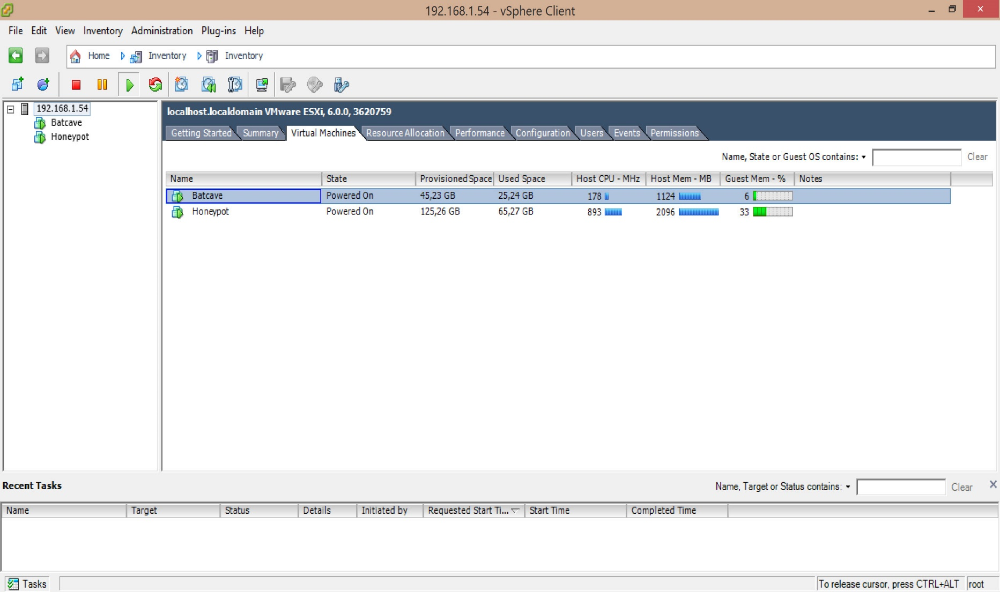 192.168.1.54 - vSphere Client
File Edit View Inventory Administration Plug-ins Help
Home Inventory Inventory
192.168.1.54
Batcave
Honeypot
localhost.localdomain VMware ESXi, 6.0.0, 3620759
Getting Started Summary Virtual Machines Resource Allocation Performance Configuration Users Events Permissions
Name, State or Guest OS contains: Clear
Name State Provisioned Space Used Space Host CPU - MHz Host Mem - MB Guest Mem - % Notes
Batcave Powered On 45,23 GB 25,24 GB 178 1124 6
Honeypot Powered On 125,26 GB 65,27 GB 893 2096 33
Recent Tasks Name, Target or Status contains: Clear
Name Target Status Details Initiated by Requested Start Ti... Start Time Completed Time
Tasks To release cursor, press CTRL+ALT root